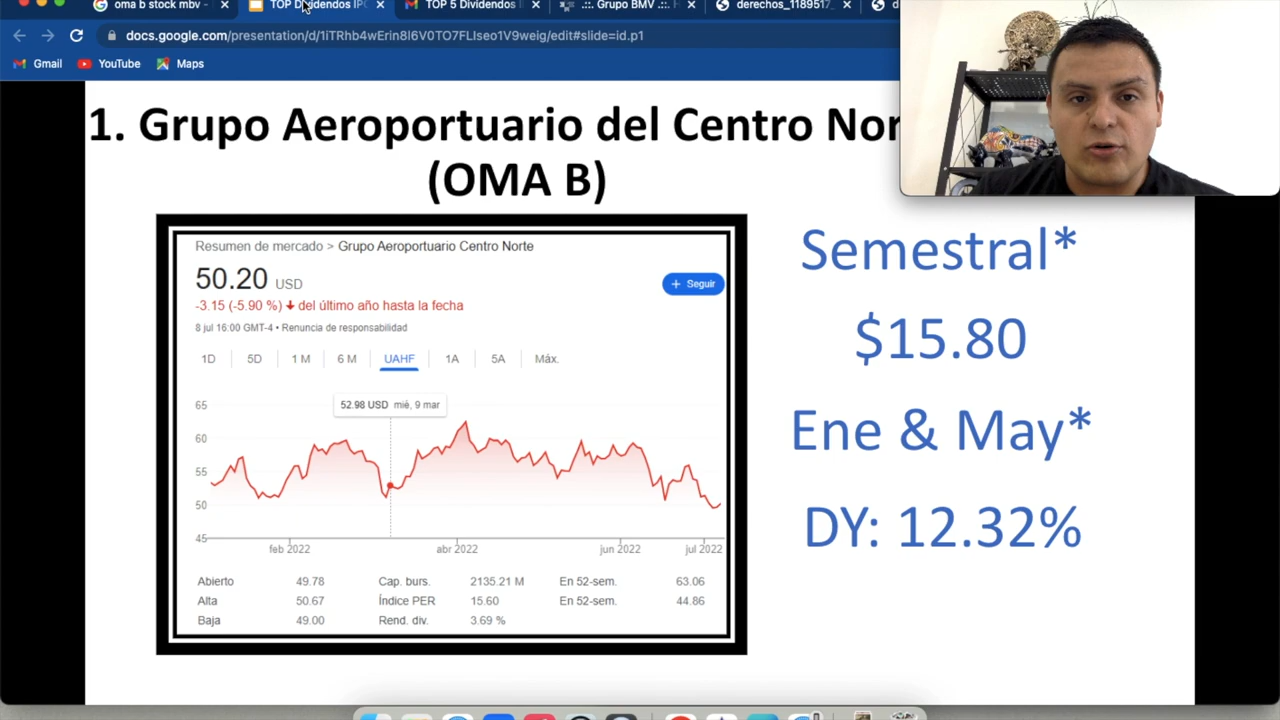 oma b stock mbv -
TOP Dividendos IPC
TOP 5 Dividendos I
.::. Grupo BMV .::. H
derechos_1189517
d
docs.google.com/presentation/d/1iTRhb4wErin8I6V0TO7FLIseo1V9weig/edit#slide=id.p1
Gmail
YouTube
Maps
1. Grupo Aeroportuario del Centro Nor
(OMA B)
Resumen de mercado > Grupo Aeroportuario Centro Norte
50.20 USD
+ Seguir
-3.15 (-5.90 %) ↓ del último año hasta la fecha
8 jul 16:00 GMT-4 • Renuncia de responsabilidad
1D 5D 1 M 6 M UAHF 1A 5A Máx.
52.98 USD mié, 9 mar
65
60
55
50
45
feb 2022 abr 2022 jun 2022 jul 2022
Abierto 49.78 Cap. burs. 2135.21 M En 52-sem. 63.06
Alta 50.67 Índice PER 15.60 En 52-sem. 44.86
Baja 49.00 Rend. div. 3.69 %
Semestral*
$15.80
Ene & May*
DY: 12.32%